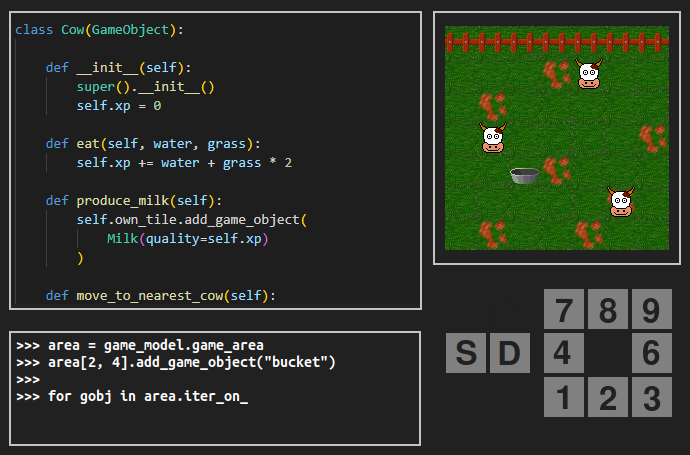 class Cow(GameObject):
def __init__(self):
super().__init__()
self.xp = 0
def eat(self, water, grass):
self.xp += water + grass * 2
def produce_milk(self):
self.own_tile.add_game_object(
Milk(quality=self.xp)
)
def move_to_nearest_cow(self):
>>> area = game_model.game_area
>>> area[2, 4].add_game_object("bucket")
>>>
>>> for gobj in area.iter_on_
7 8 9
S D 4 6
1 2 3